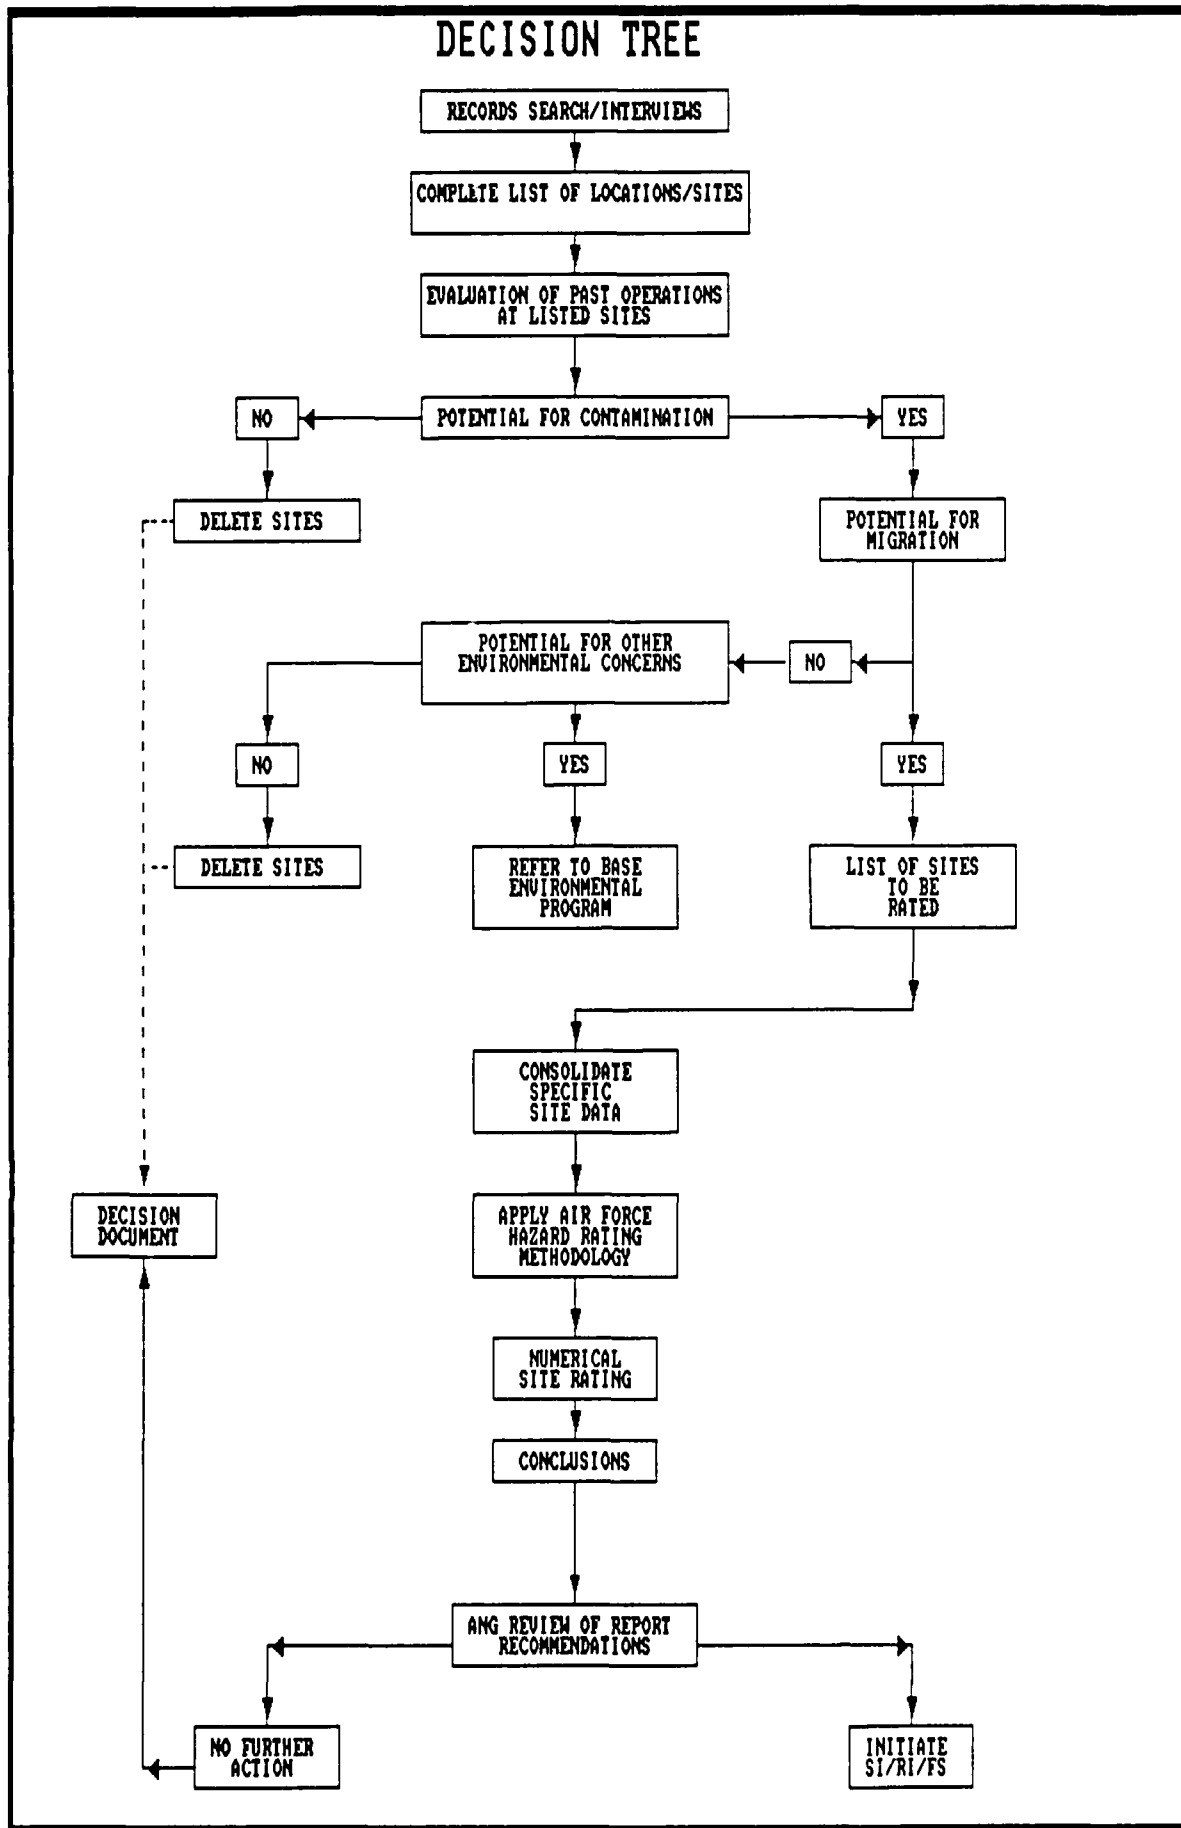 DECISION TREE
RECORDS SEARCH/INTERVIEWS
COMPLETE LIST OF LOCATIONS/SITES
EVALUATION OF PAST OPERATIONS
AT LISTED SITES
NO
POTENTIAL FOR CONTAMINATION
YES
DELETE SITES
POTENTIAL FOR
MIGRATION
POTENTIAL FOR OTHER
ENVIRONMENTAL CONCERNS
NO
NO
YES
YES
DELETE SITES
REFER TO BASE
ENVIRONMENTAL
PROGRAM
LIST OF SITES
TO BE
RATED
CONSOLIDATE
SPECIFIC
SITE DATA
DECISION
DOCUMENT
APPLY AIR FORCE
HAZARD RATING
METHODOLOGY
NUMERICAL
SITE RATING
CONCLUSIONS
ANG REVIEW OF REPORT
RECOMMENDATIONS
NO FURTHER
ACTION
INITIATE
SI/RI/FS